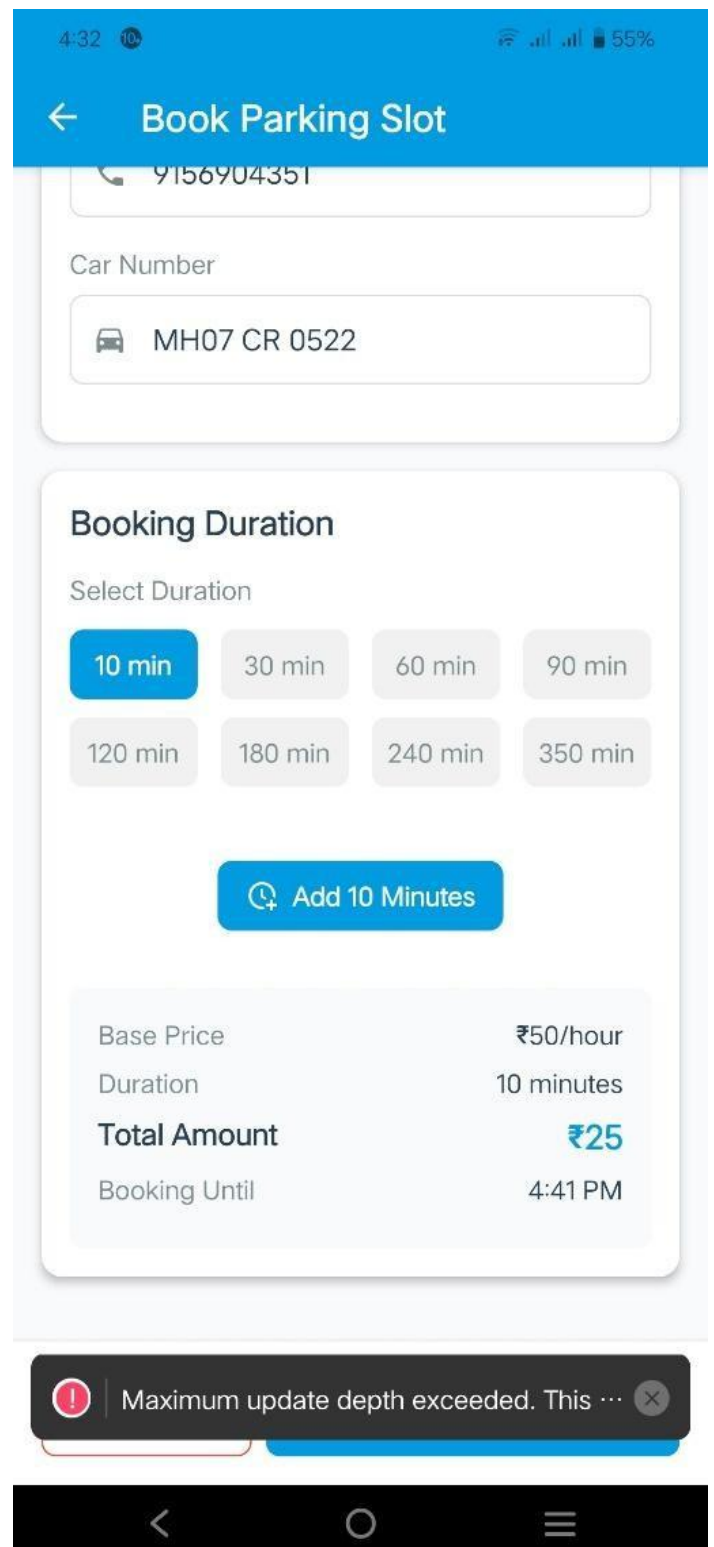 4:32 10+ 55%
Book Parking Slot
9156904351
Car Number
MH07 CR 0522
Booking Duration
Select Duration
10 min 30 min 60 min 90 min
120 min 180 min 240 min 350 min
Add 10 Minutes
Base Price ₹50/hour
Duration 10 minutes
Total Amount ₹25
Booking Until 4:41 PM
! Maximum update depth exceeded. This ...